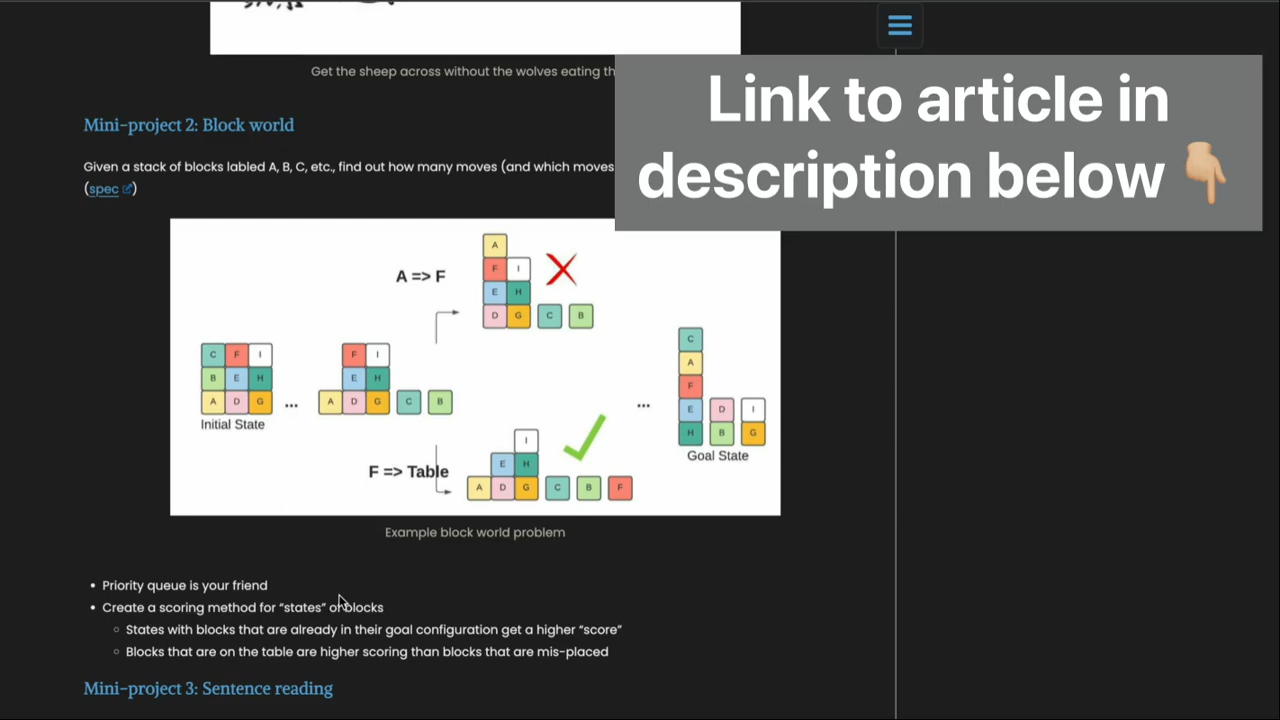 Get the sheep across without the wolves eating th
Link to article in
description below 👇🏼
Mini-project 2: Block world
Given a stack of blocks labled A, B, C, etc., find out how many moves (and which moves
(spec)
A => F
A
F I
E H
D G C B
C F I
B E H
A D G
Initial State
...
F I
E H
A D G C B
F => Table
I
E H
A D G C B F
...
C
A
F
E D I
H B G
Goal State
Example block world problem
• Priority queue is your friend
• Create a scoring method for “states” of blocks
○ States with blocks that are already in their goal configuration get a higher “score”
○ Blocks that are on the table are higher scoring than blocks that are mis-placed
Mini-project 3: Sentence reading